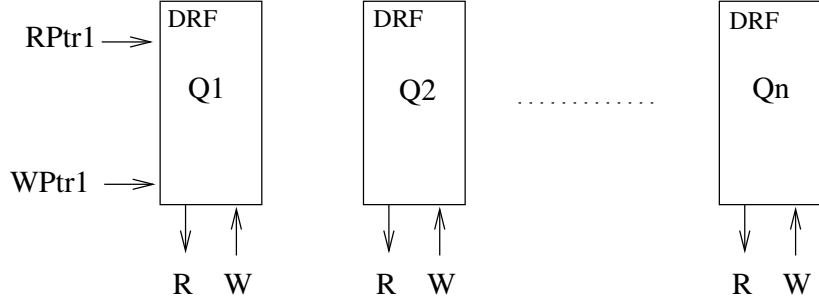 DRF DRF DRF
RPtr1
Q1 Q2 Qn
WPtr1
R W R W R W